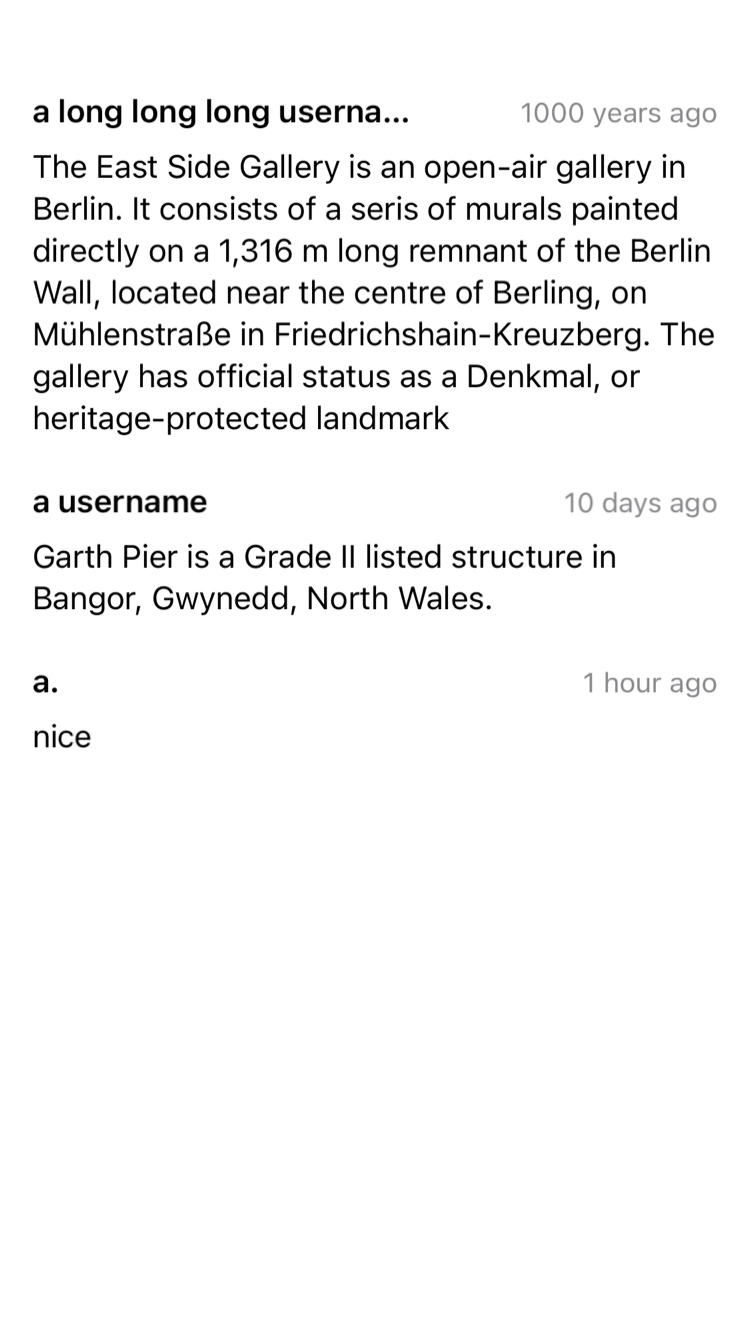 a long long long userna...
1000 years ago
The East Side Gallery is an open-air gallery in
Berlin. It consists of a seris of murals painted
directly on a 1,316 m long remnant of the Berlin
Wall, located near the centre of Berling, on
Mühlenstraße in Friedrichshain-Kreuzberg. The
gallery has official status as a Denkmal, or
heritage-protected landmark
a username
10 days ago
Garth Pier is a Grade II listed structure in
Bangor, Gwynedd, North Wales.
a.
1 hour ago
nice